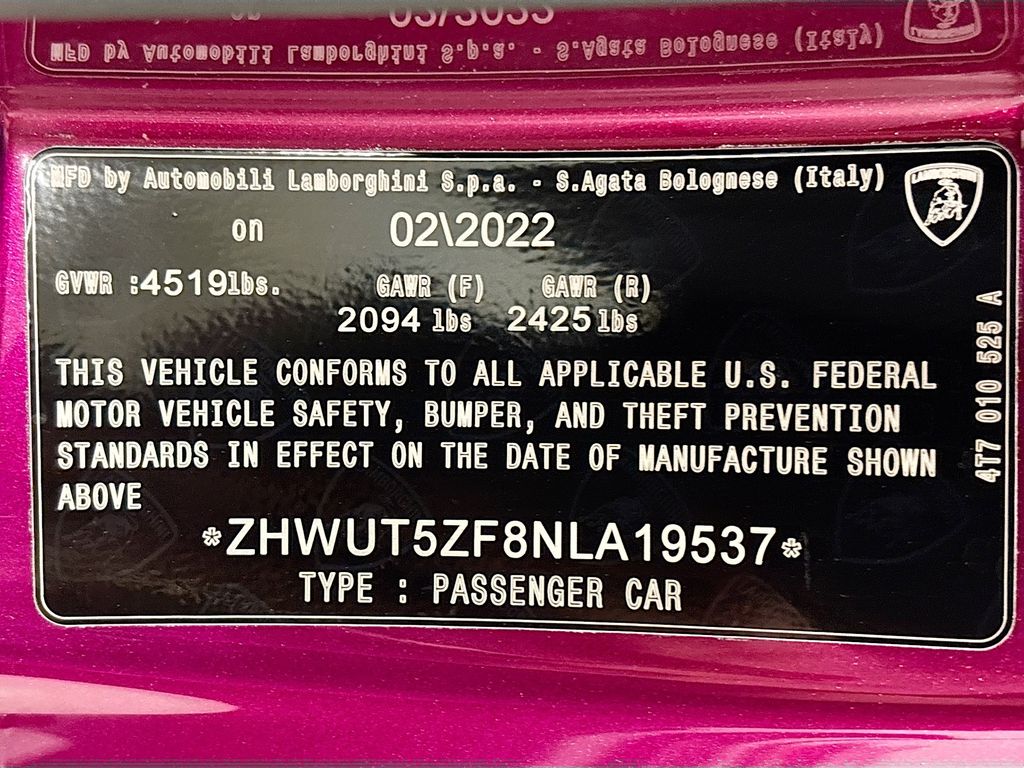 MFD by Automobili Lamborghini S.p.a. - S.Agata Bolognese (Italy)
LAMBORGHINI
on 02\2022
GVWR :4519lbs. GAWR (F) GAWR (R)
2094 lbs 2425lbs
THIS VEHICLE CONFORMS TO ALL APPLICABLE U.S. FEDERAL
MOTOR VEHICLE SAFETY, BUMPER, AND THEFT PREVENTION
STANDARDS IN EFFECT ON THE DATE OF MANUFACTURE SHOWN
ABOVE
*ZHWUT5ZF8NLA19537*
TYPE : PASSENGER CAR
4T7 010 525 A